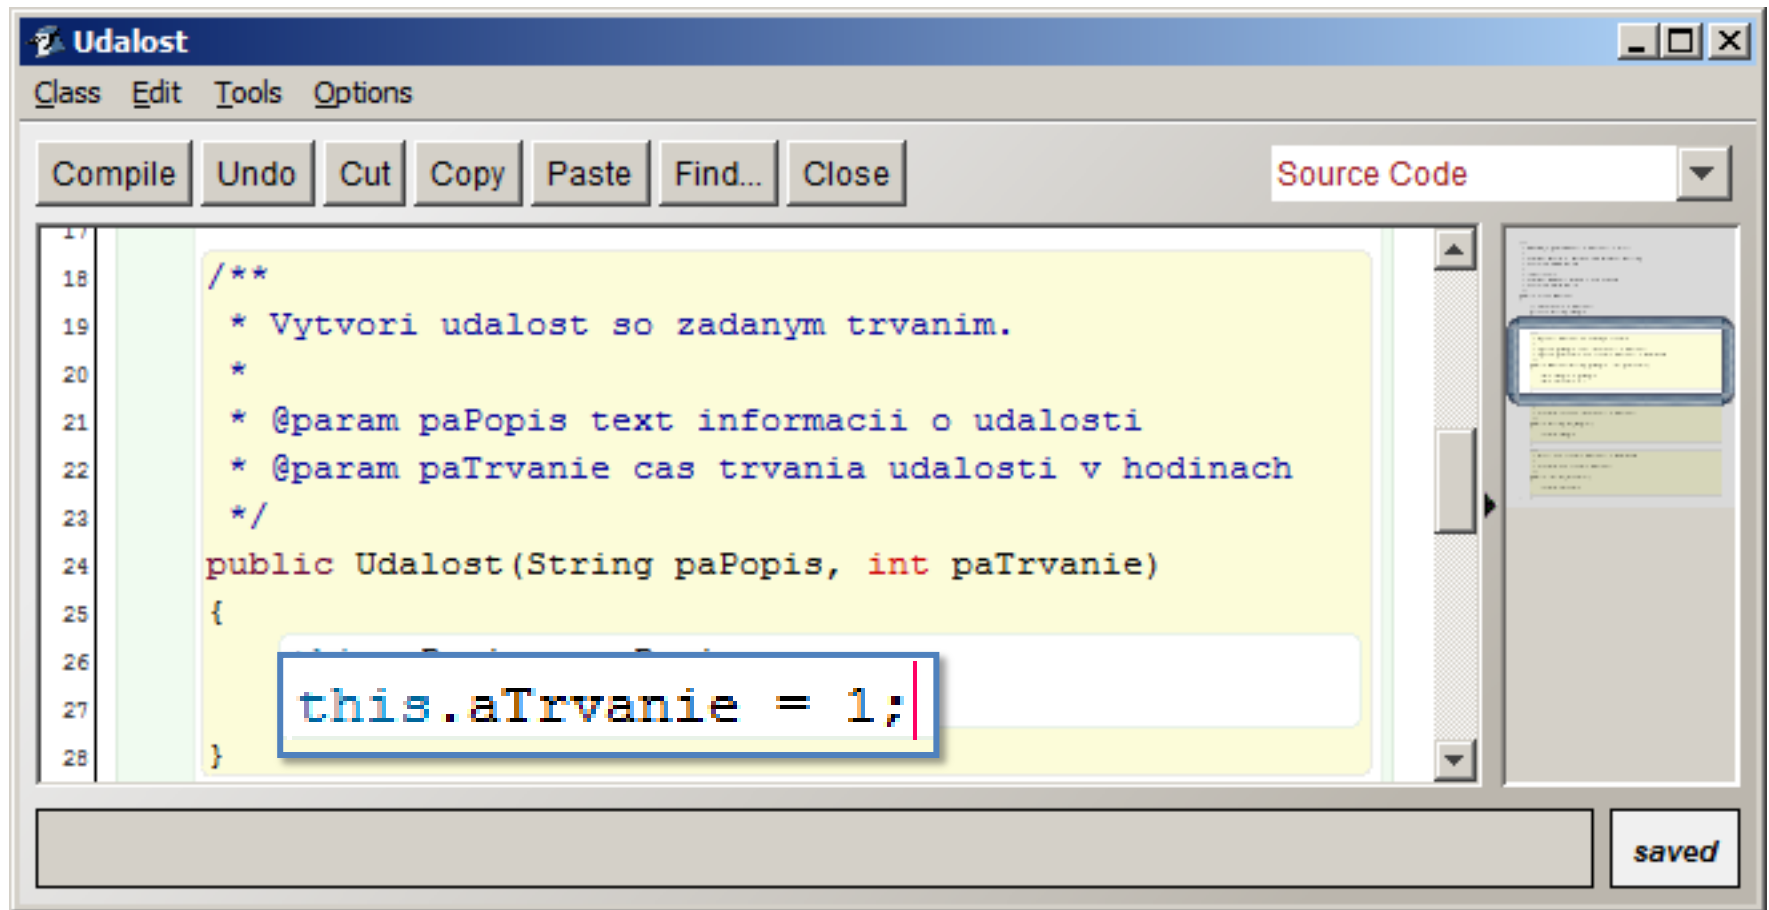 Udalost
Class Edit Tools Options
Compile Undo Cut Copy Paste Find... Close Source Code
17
18 /**
19 * Vytvori udalost so zadanym trvanim.
20 *
21 * @param paPopis text informacii o udalosti
22 * @param paTrvanie cas trvania udalosti v hodinach
23 */
24 public Udalost(String paPopis, int paTrvanie)
25 {
26
27 this.aTrvanie = 1;
28 }
saved